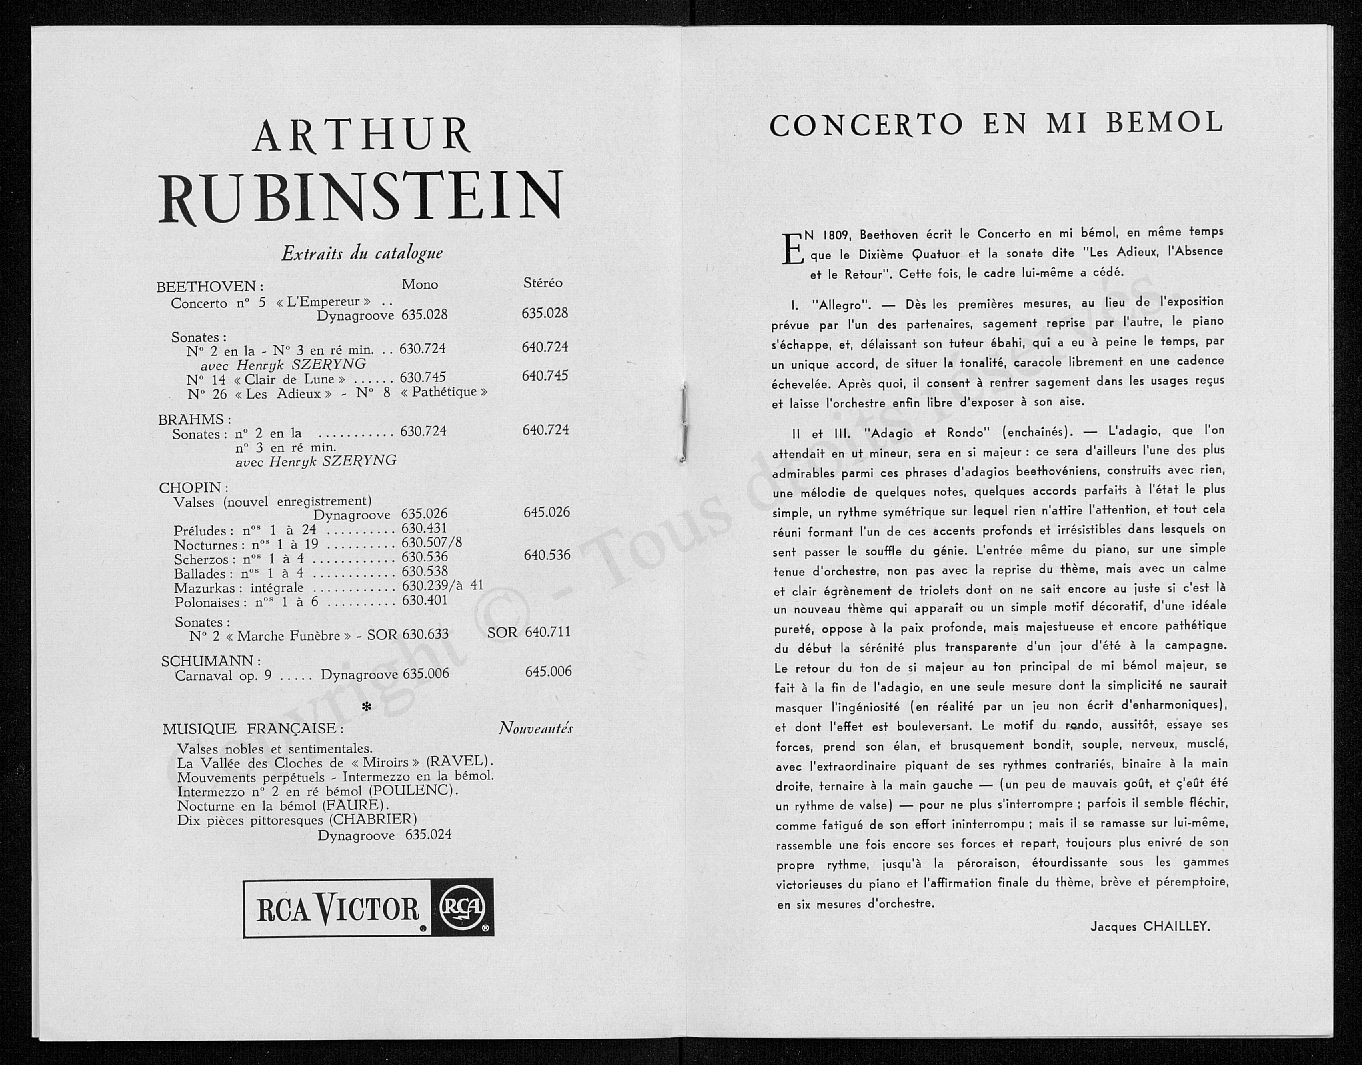 ARTHUR
RUBINSTEIN
Extraits du catalogue
BEETHOVEN : Mono Stéréo
Concerto n° 5 « L'Empereur » . .
Dynagroove 635.028 635.028
Sonates :
N° 2 en la - N° 3 en ré min. . . 630.724 640.724
avec Henryk SZERYNG
N° 14 « Clair de Lune » ...... 630.745 640.745
N° 26 « Les Adieux » - N° 8 « Pathétique »
BRAHMS :
Sonates : n° 2 en la ........... 630.724 640.724
n° 3 en ré min.
avec Henryk SZERYNG
CHOPIN :
Valses (nouvel enregistrement)
Dynagroove 635.026 645.026
Préludes : nos 1 à 24 .......... 630.431
Nocturnes : nos 1 à 19 .......... 630.507/8
Scherzos : nos 1 à 4 ............ 630.536 640.536
Ballades : nos 1 à 4 ............ 630.538
Mazurkas : intégrale ............ 630.239/à 41
Polonaises : nos 1 à 6 .......... 630.401
Sonates :
N° 2 « Marche Funèbre » - SOR 630.633 SOR 640.711
SCHUMANN :
Carnaval op. 9 ..... Dynagroove 635.006 645.006
*
MUSIQUE FRANÇAISE : Nouveautés
Valses nobles et sentimentales.
La Vallée des Cloches de « Miroirs » (RAVEL).
Mouvements perpétuels - Intermezzo en la bémol.
Intermezzo n° 2 en ré bémol (POULENC).
Nocturne en la bémol (FAURE).
Dix pièces pittoresques (CHABRIER)
Dynagroove 635.024
RCA VICTOR ® RCA ®
CONCERTO EN MI BEMOL
EN 1809, Beethoven écrit le Concerto en mi bémol, en même temps
que le Dixième Quatuor et la sonate dite "Les Adieux, l'Absence
et le Retour". Cette fois, le cadre lui-même a cédé.
I. "Allegro". — Dès les premières mesures, au lieu de l'exposition
prévue par l'un des partenaires, sagement reprise par l'autre, le piano
s'échappe, et, délaissant son tuteur ébahi, qui a eu à peine le temps, par
un unique accord, de situer la tonalité, caracole librement en une cadence
échevelée. Après quoi, il consent à rentrer sagement dans les usages reçus
et laisse l'orchestre enfin libre d'exposer à son aise.
II et III. "Adagio et Rondo" (enchaînés). — L'adagio, que l'on
attendait en ut mineur, sera en si majeur : ce sera d'ailleurs l'une des plus
admirables parmi ces phrases d'adagios beethovéniens, construits avec rien,
une mélodie de quelques notes, quelques accords parfaits à l'état le plus
simple, un rythme symétrique sur lequel rien n'attire l'attention, et tout cela
réuni formant l'un de ces accents profonds et irrésistibles dans lesquels on
sent passer le souffle du génie. L'entrée même du piano, sur une simple
tenue d'orchestre, non pas avec la reprise du thème, mais avec un calme
et clair égrènement de triolets dont on ne sait encore au juste si c'est là
un nouveau thème qui apparaît ou un simple motif décoratif, d'une idéale
pureté, oppose à la paix profonde, mais majestueuse et encore pathétique
du début la sérénité plus transparente d'un jour d'été à la campagne.
Le retour du ton de si majeur au ton principal de mi bémol majeur, se
fait à la fin de l'adagio, en une seule mesure dont la simplicité ne saurait
masquer l'ingéniosité (en réalité par un jeu non écrit d'enharmoniques),
et dont l'effet est bouleversant. Le motif du rondo, aussitôt, essaye ses
forces, prend son élan, et brusquement bondit, souple, nerveux, musclé,
avec l'extraordinaire piquant de ses rythmes contrariés, binaire à la main
droite, ternaire à la main gauche — (un peu de mauvais goût, et ç'eût été
un rythme de valse) — pour ne plus s'interrompre ; parfois il semble fléchir,
comme fatigué de son effort ininterrompu ; mais il se ramasse sur lui-même,
rassemble une fois encore ses forces et repart, toujours plus enivré de son
propre rythme, jusqu'à la péroraison, étourdissante sous les gammes
victorieuses du piano et l'affirmation finale du thème, brève et péremptoire,
en six mesures d'orchestre.
Jacques CHAILLEY.
Copyright © - Tous droits réservés.